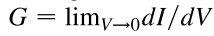 G = lim_{V→0}dI/dV